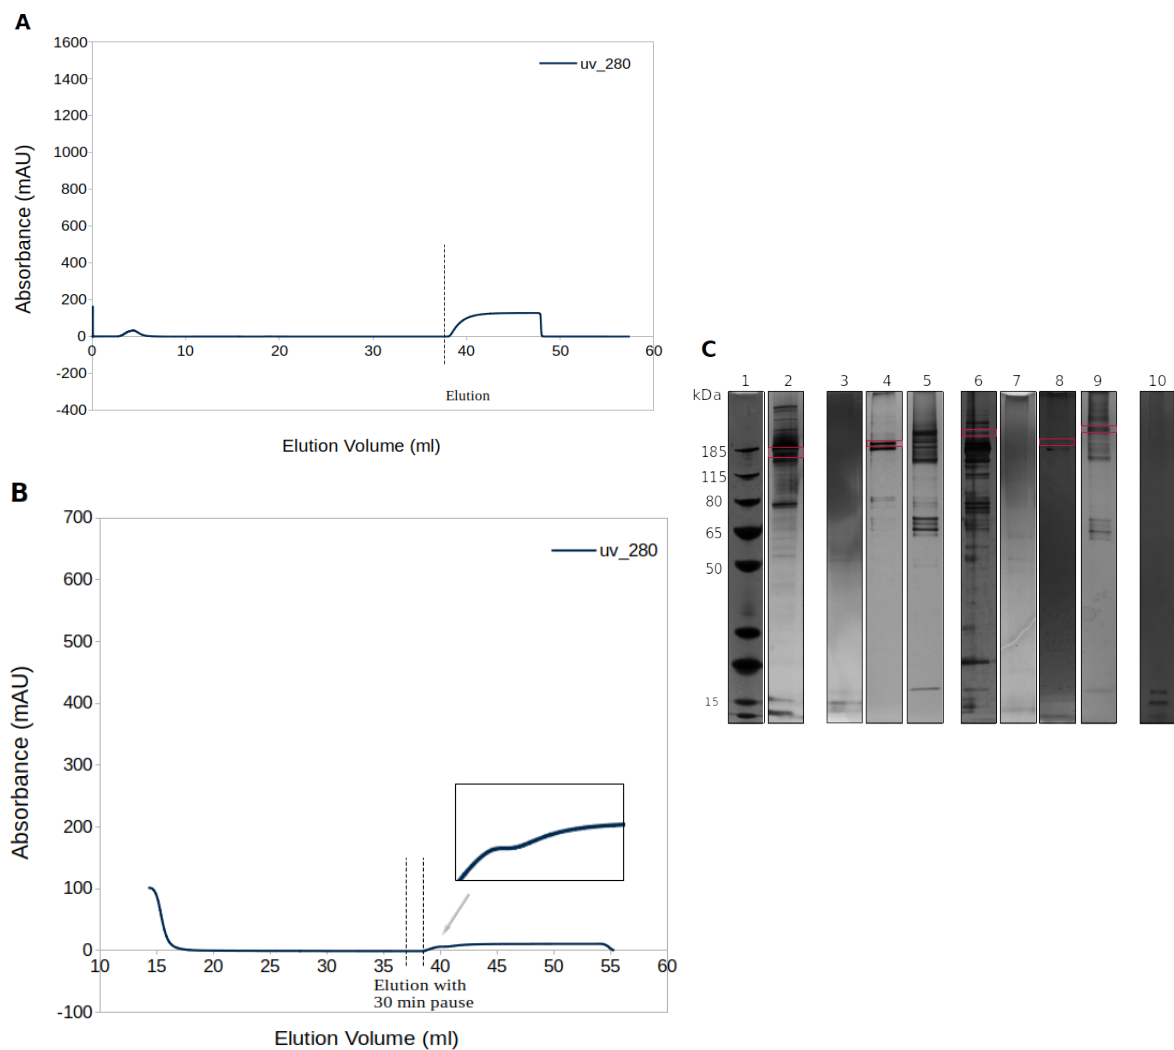 A
1600
1400
1200
1000
800
600
400
200
0
-200
-400
0 10 20 30 40 50 60
uv_280
Absorbance (mAU)
Elution
Elution Volume (ml)
B
700
600
500
400
300
200
100
0
-100
10 15 20 25 30 35 40 45 50 55 60
uv_280
Absorbance (mAU)
Elution with
30 min pause
Elution Volume (ml)
C
1 2 3 4 5 6 7 8 9 10
kDa
185
115
80
65
50
15